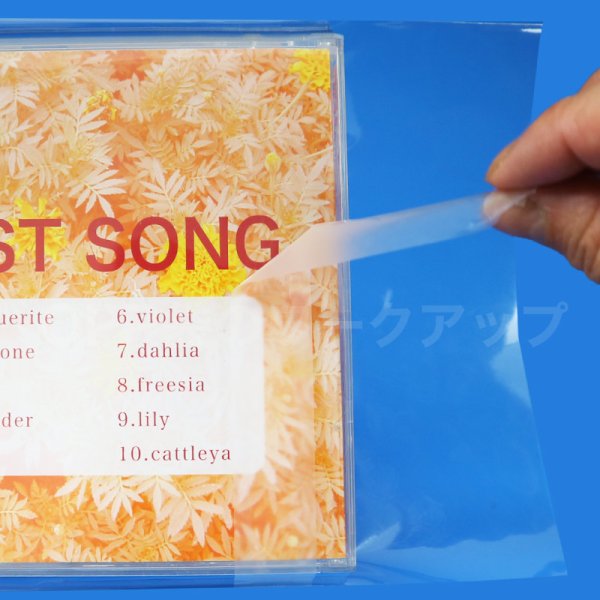 ST SONG
uerite
one
der
6.violet
7.dahlia
8.freesia
9.lily
10.cattleya
ワークアップ